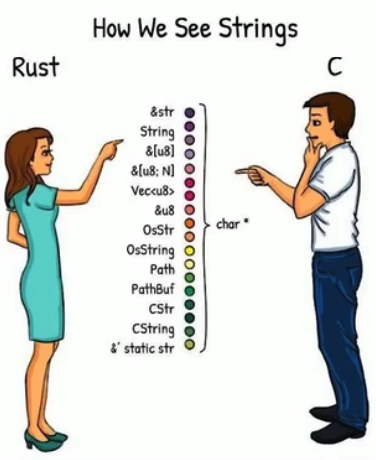 How We See Strings
Rust
C
&str
String
&[u8]
&[u8; N]
Vec<u8>
&u8
OsStr
OsString
Path
PathBuf
CStr
CString
&' static str
char *